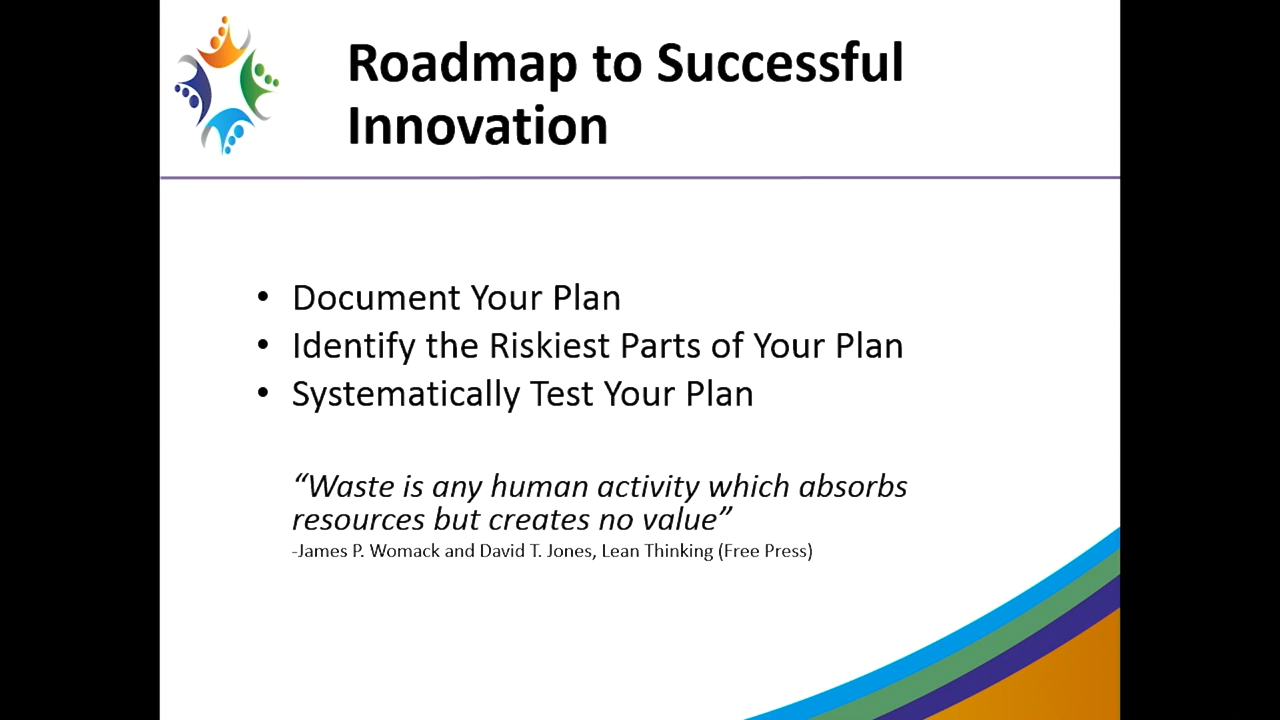 Roadmap to Successful
Innovation
• Document Your Plan
• Identify the Riskiest Parts of Your Plan
• Systematically Test Your Plan
“Waste is any human activity which absorbs
resources but creates no value”
-James P. Womack and David T. Jones, Lean Thinking (Free Press)